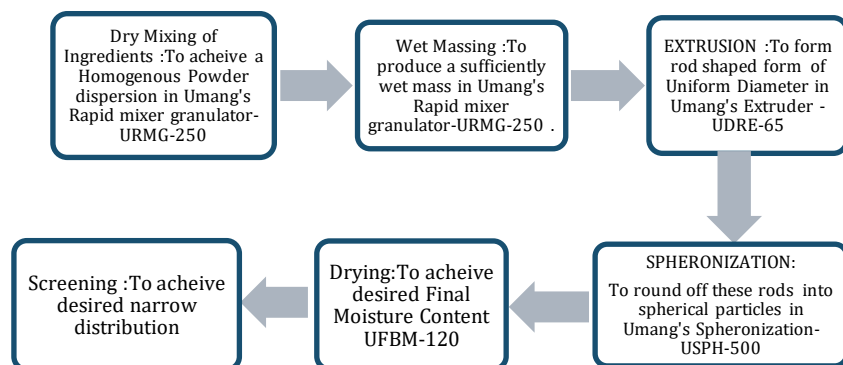 Dry Mixing of
Ingredients :To acheive a
Homogenous Powder
dispersion in Umang's
Rapid mixer granulator-
URMG-250
Wet Massing :To
produce a sufficiently
wet mass in Umang's
Rapid mixer
granulator-URMG-250 .
EXTRUSION :To form
rod shaped form of
Uniform Diameter in
Umang's Extruder -
UDRE-65
SPHERONIZATION:
To round off these rods into
spherical particles in
Umang's Spheronization-
USPH-500
Drying:To acheive
desired Final
Moisture Content
UFBM-120
Screening :To acheive
desired narrow
distribution